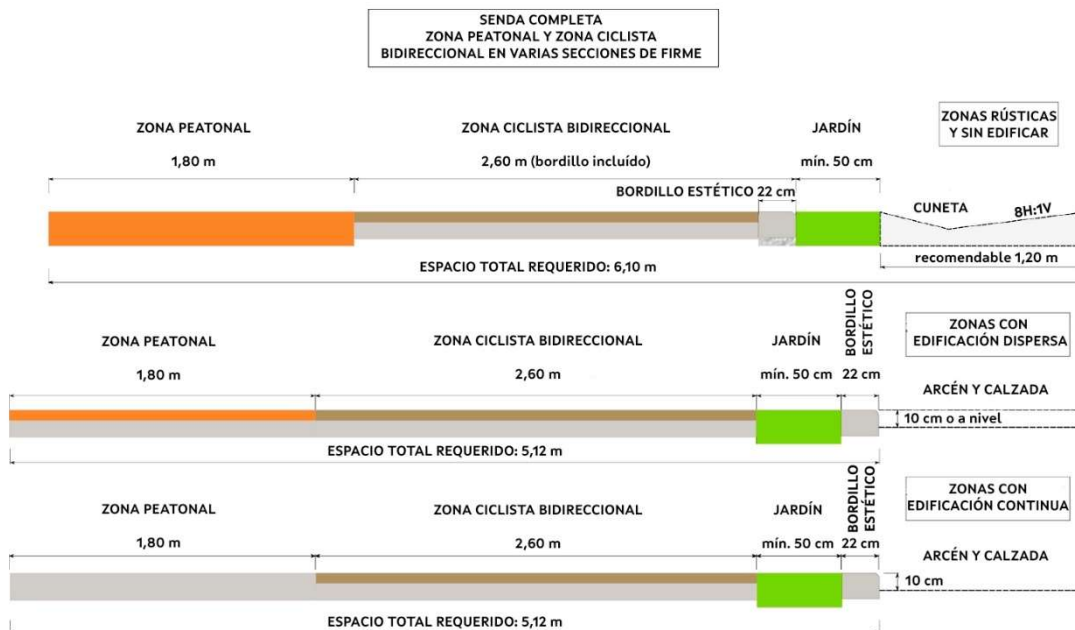 SENDA COMPLETA
ZONA PEATONAL Y ZONA CICLISTA
BIDIRECCIONAL EN VARIAS SECCIONES DE FIRME
ZONAS RÚSTICAS
Y SIN EDIFICAR
ZONA PEATONAL
ZONA CICLISTA BIDIRECCIONAL
JARDÍN
1,80 m
2,60 m (bordillo incluído)
mín. 50 cm
BORDILLO ESTÉTICO 22 cm
CUNETA
8H:1V
recomendable 1,20 m
ESPACIO TOTAL REQUERIDO: 6,10 m
ZONAS CON
EDIFICACIÓN DISPERSA
ZONA PEATONAL
ZONA CICLISTA BIDIRECCIONAL
JARDÍN
BORDILLO
ESTÉTICO
1,80 m
2,60 m
mín. 50 cm
22 cm
ARCÉN Y CALZADA
10 cm o a nivel
ESPACIO TOTAL REQUERIDO: 5,12 m
ZONAS CON
EDIFICACIÓN CONTINUA
ZONA PEATONAL
ZONA CICLISTA BIDIRECCIONAL
JARDÍN
BORDILLO
ESTÉTICO
1,80 m
2,60 m
mín. 50 cm
22 cm
ARCÉN Y CALZADA
10 cm
ESPACIO TOTAL REQUERIDO: 5,12 m